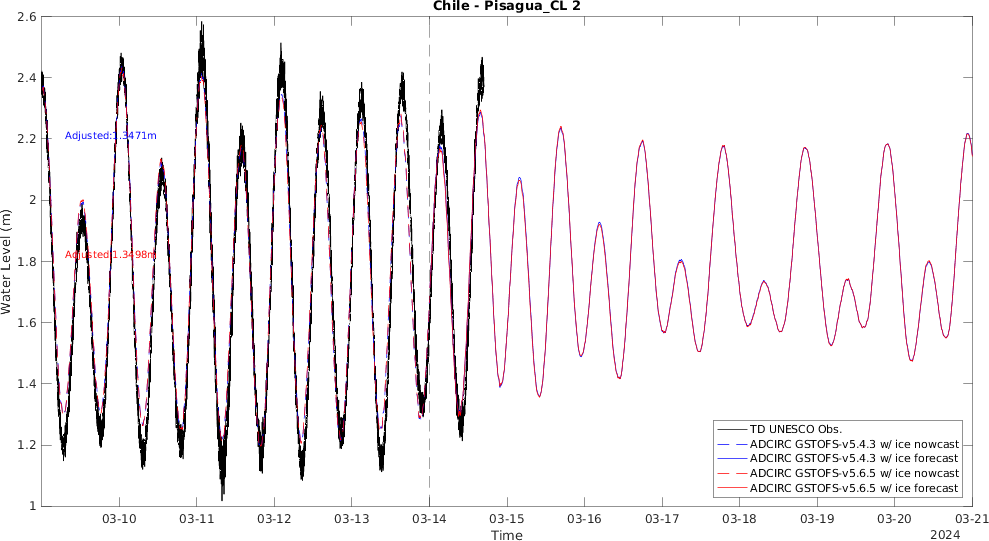 Chile - Pisagua_CL 2
2.6
2.4
2.2
2
1.8
1.6
1.4
1.2
1
Water Level (m)
Adjusted:1.3471m
Adjusted:1.3498m
TD UNESCO Obs.
ADCIRC GSTOFS-v5.4.3 w/ ice nowcast
ADCIRC GSTOFS-v5.4.3 w/ ice forecast
ADCIRC GSTOFS-v5.6.5 w/ ice nowcast
ADCIRC GSTOFS-v5.6.5 w/ ice forecast
03-10 03-11 03-12 03-13 03-14 03-15 03-16 03-17 03-18 03-19 03-20 03-21
Time
2024